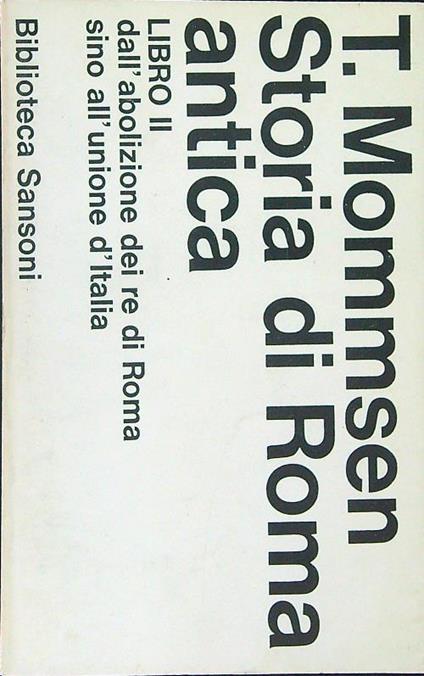 T. Mommsen
Storia di Roma
antica
LIBRO II
dall'abolizione dei re di Roma
sino all'unione d'Italia
Biblioteca Sansoni